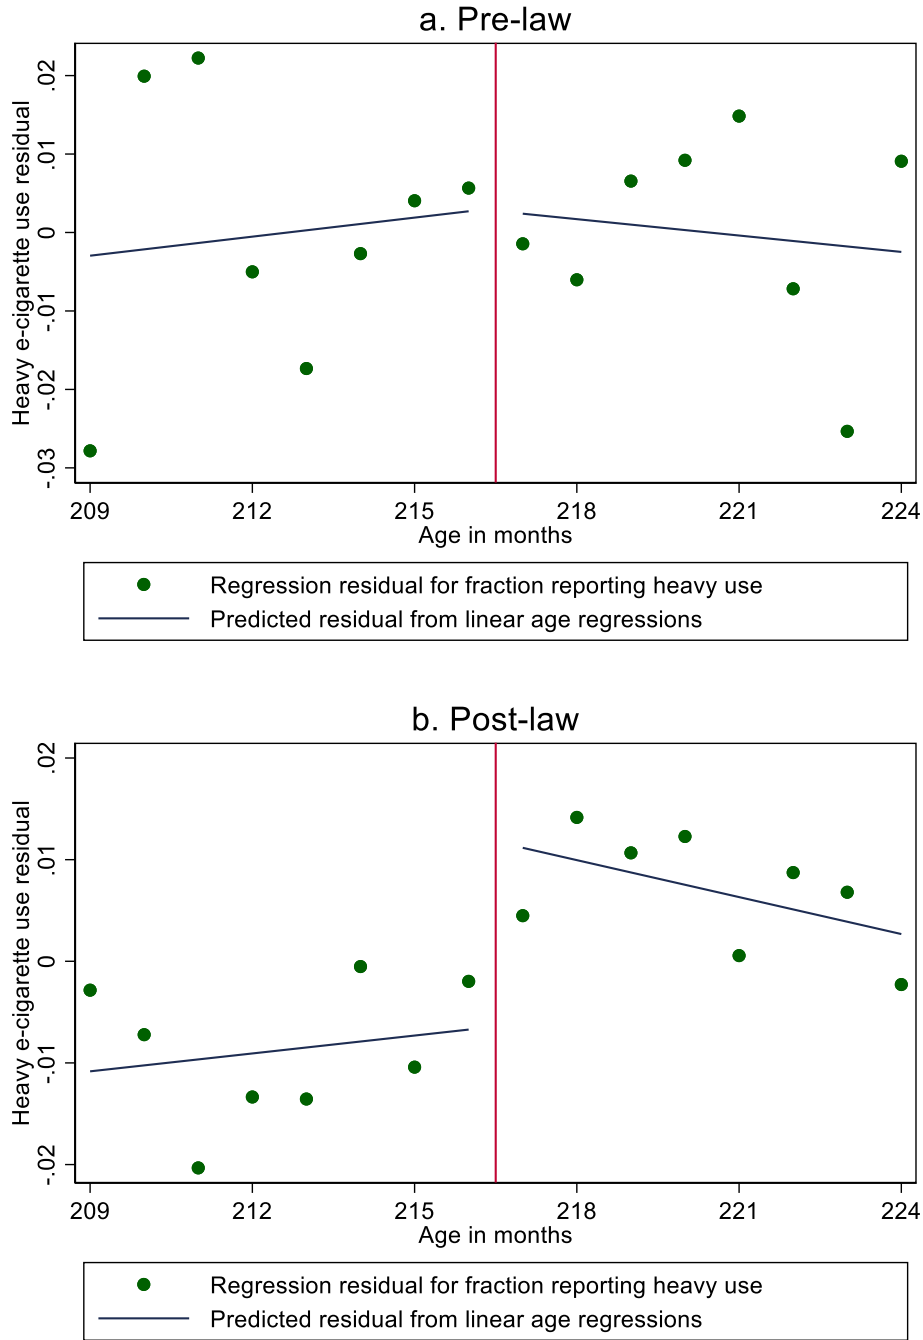 a. Pre-law
Heavy e-cigarette use residual
.02
.01
0
-.01
-.02
-.03
209 212 215 218 221 224
Age in months
Regression residual for fraction reporting heavy use
Predicted residual from linear age regressions
b. Post-law
Heavy e-cigarette use residual
.02
.01
0
-.01
-.02
209 212 215 218 221 224
Age in months
Regression residual for fraction reporting heavy use
Predicted residual from linear age regressions